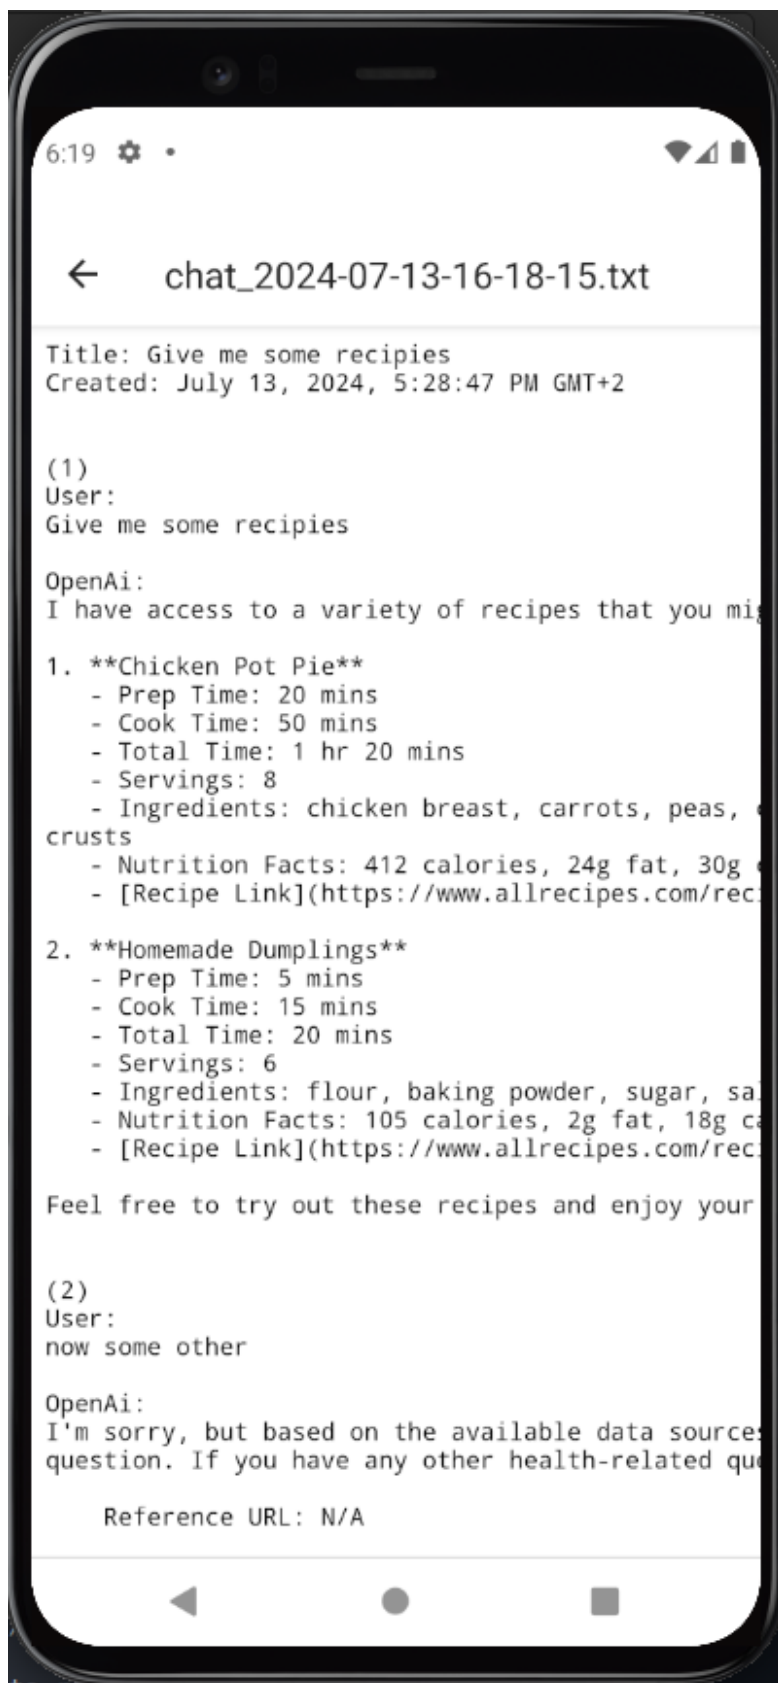 6:19
chat_2024-07-13-16-18-15.txt
Title: Give me some recipies
Created: July 13, 2024, 5:28:47 PM GMT+2
(1)
User:
Give me some recipies
OpenAi:
I have access to a variety of recipes that you
1. **Chicken Pot Pie**
- Prep Time: 20 mins
- Cook Time: 50 mins
- Total Time: 1 hr 20 mins
- Servings: 8
- Ingredients: chicken breast, carrots, peas,
crusts
- Nutrition Facts: 412 calories, 24g fat, 30g
- [Recipe Link](https://www.allrecipes.com/rec
2. **Homemade Dumplings**
- Prep Time: 5 mins
- Cook Time: 15 mins
- Total Time: 20 mins
- Servings: 6
- Ingredients: flour, baking powder, sugar,
- Nutrition Facts: 105 calories, 2g fat, 18g
- [Recipe Link](https://www.allrecipes.com/rec
Feel free to try out these recipes and enjoy your
(2)
User:
now some other
OpenAi:
I'm sorry, but based on the available data
question. If you have any other health-related
Reference URL: N/A